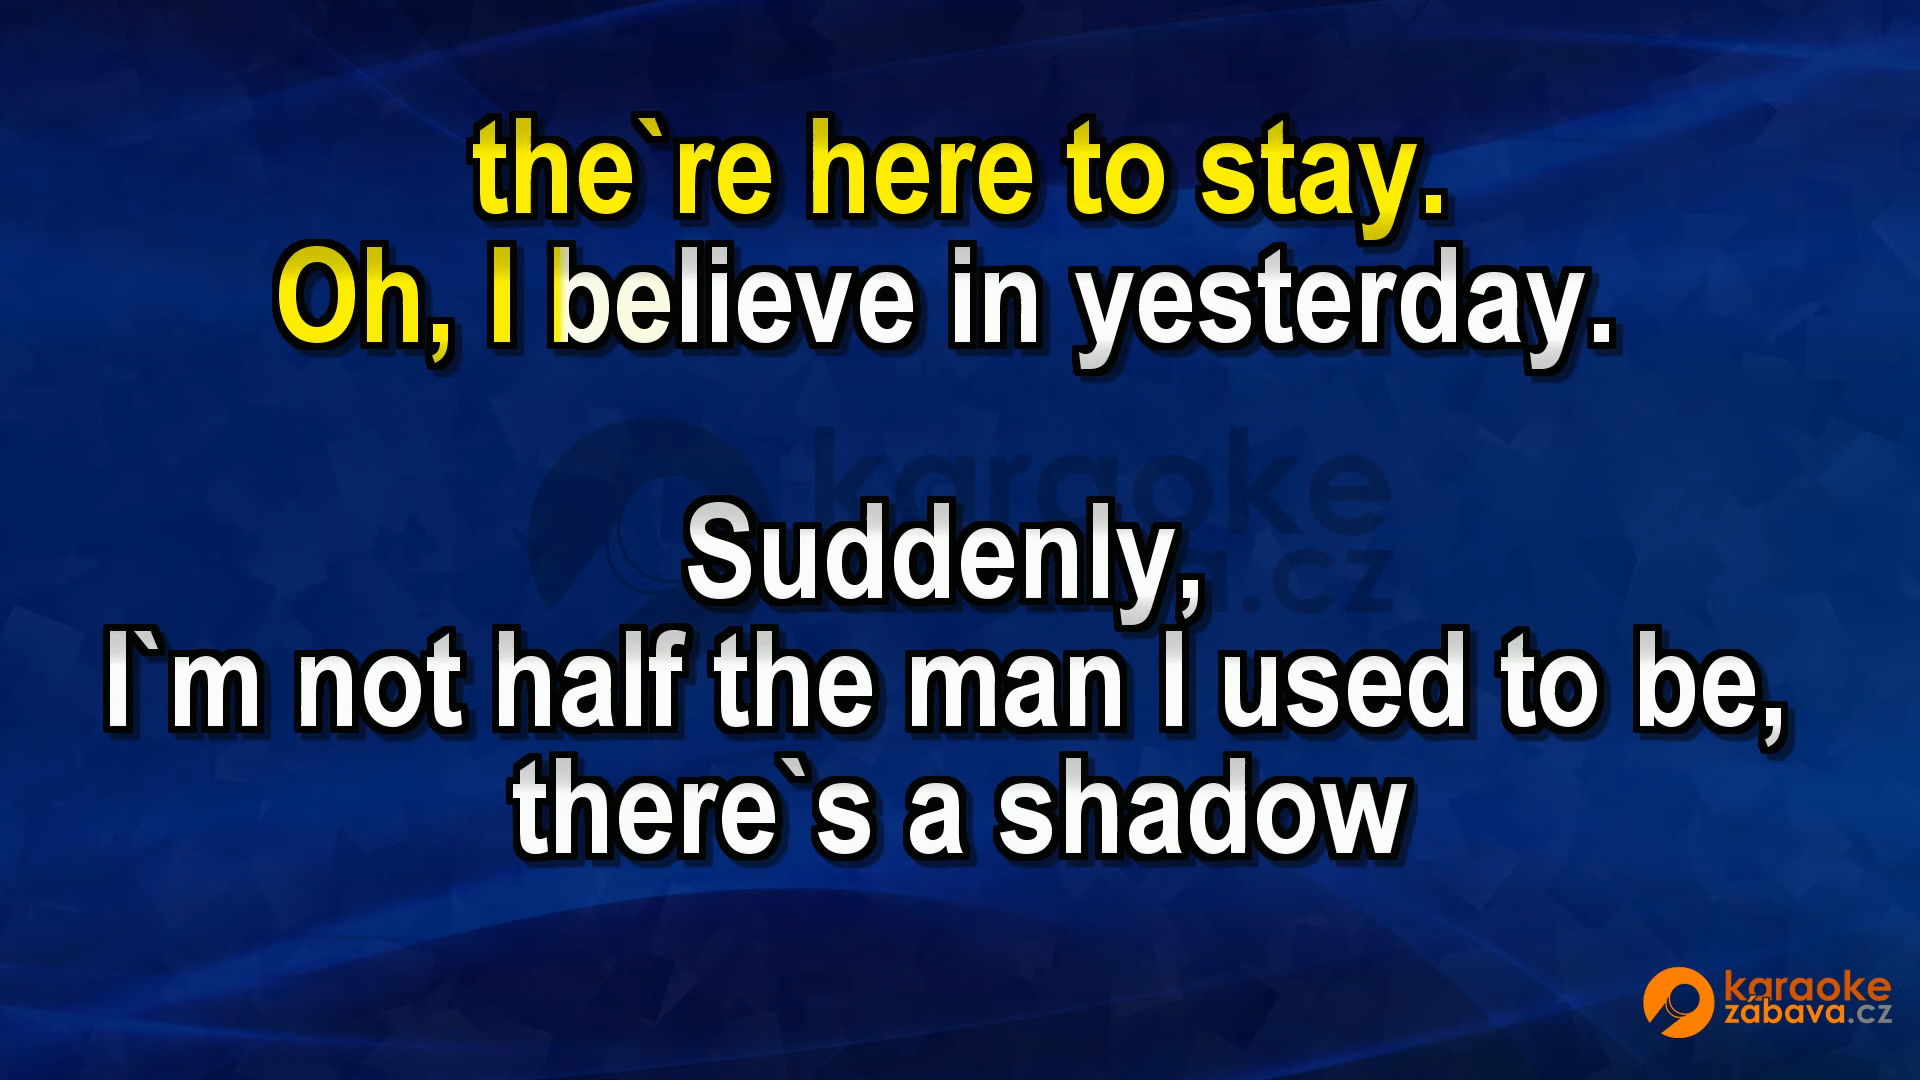 the`re here to stay.
Oh, I believe in yesterday.
Suddenly,
I`m not half the man I used to be,
there`s a shadow
karaoke
zábava.cz